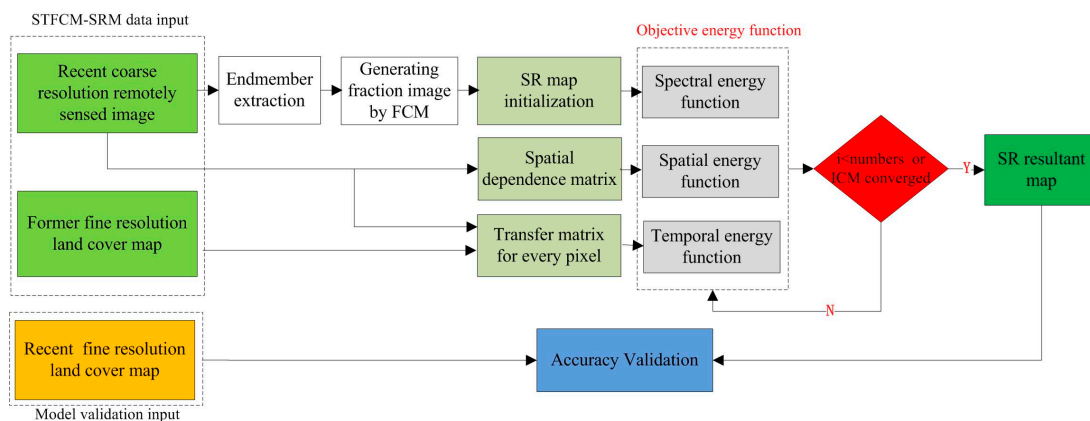 STFCM-SRM data input
Recent coarse
resolution remotely
sensed image
Endmember
extraction
Generating
fraction image
by FCM
SR map
initialization
Objective energy function
Spectral energy
function
Spatial
dependence matrix
Spatial energy
function
i<numbers or
ICM converged
Y
SR resultant
map
Former fine resolution
land cover map
Transfer matrix
for every pixel
Temporal energy
function
N
Recent fine resolution
land cover map
Accuracy Validation
Model validation input